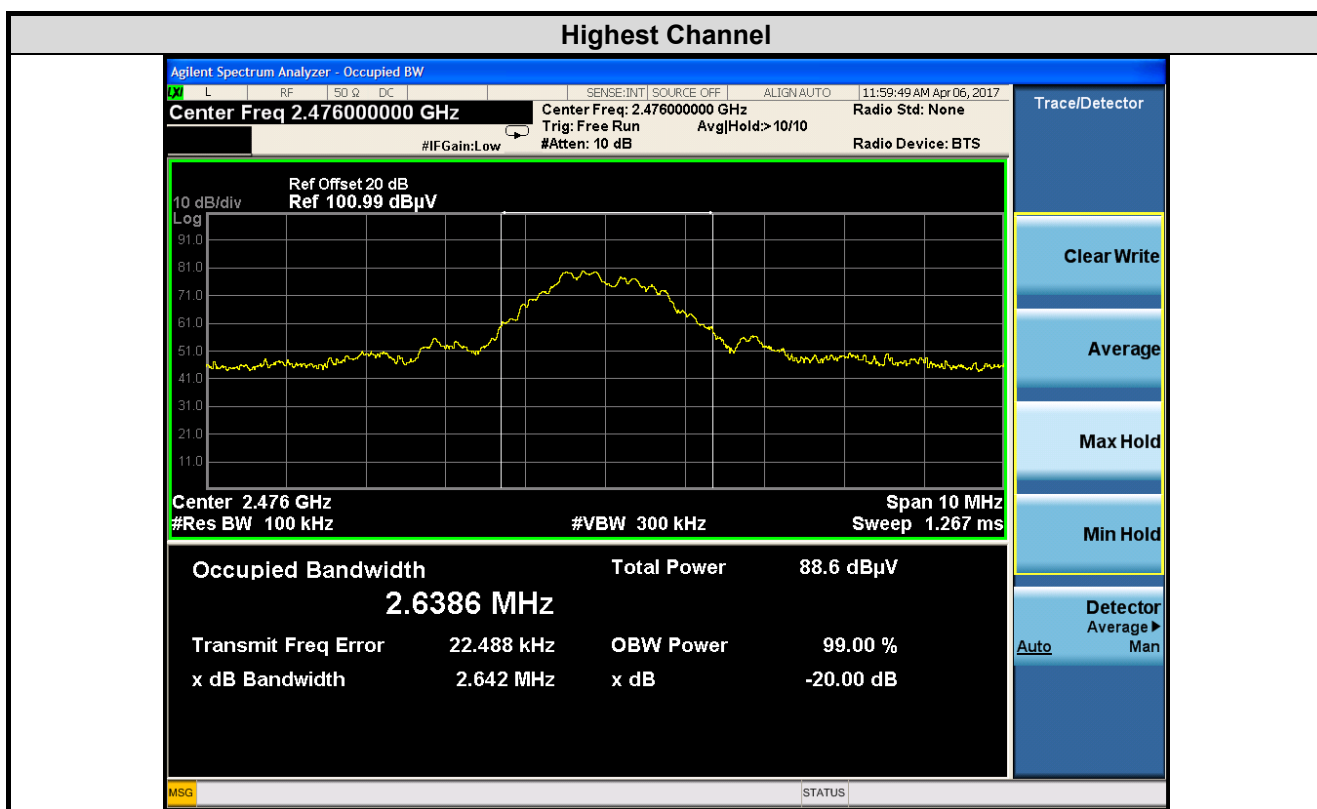 Highest Channel
Agilent Spectrum Analyzer - Occupied BW
LXI L RF 50 Ω DC SENSE:INT SOURCE OFF ALIGN AUTO 11:59:49 AM Apr 06, 2017
Center Freq 2.476000000 GHz Center Freq: 2.476000000 GHz Radio Std: None
Trig: Free Run Avg|Hold:>10/10
#IFGain:Low #Atten: 10 dB Radio Device: BTS
Trace/Detector
Ref Offset 20 dB
10 dB/div Ref 100.99 dBµV
Log
91.0
81.0
71.0
61.0
51.0
41.0
31.0
21.0
11.0
Center 2.476 GHz Span 10 MHz
#Res BW 100 kHz #VBW 300 kHz Sweep 1.267 ms
Clear Write
Average
Max Hold
Min Hold
Detector
Average▶
Auto Man
Occupied Bandwidth Total Power 88.6 dBµV
2.6386 MHz
Transmit Freq Error 22.488 kHz OBW Power 99.00 %
x dB Bandwidth 2.642 MHz x dB -20.00 dB
MSG STATUS